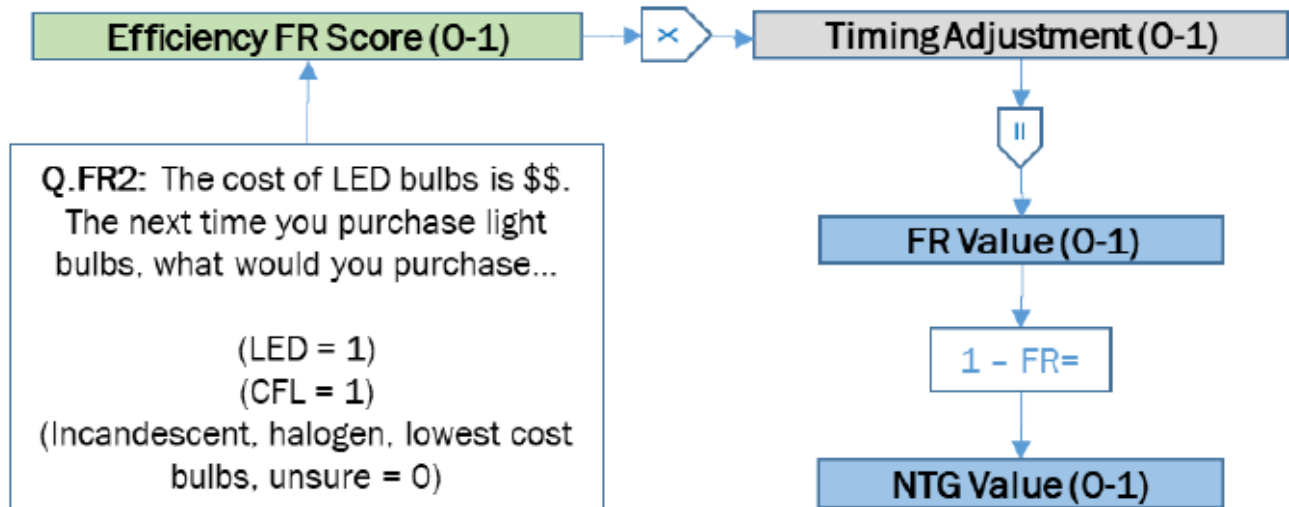 Efficiency FR Score (0-1)
×
Timing Adjustment (0-1)
=
Q.FR2: The cost of LED bulbs is $$.
The next time you purchase light
bulbs, what would you purchase...
(LED = 1)
(CFL = 1)
(Incandescent, halogen, lowest cost
bulbs, unsure = 0)
FR Value (0-1)
1 – FR=
NTG Value (0-1)